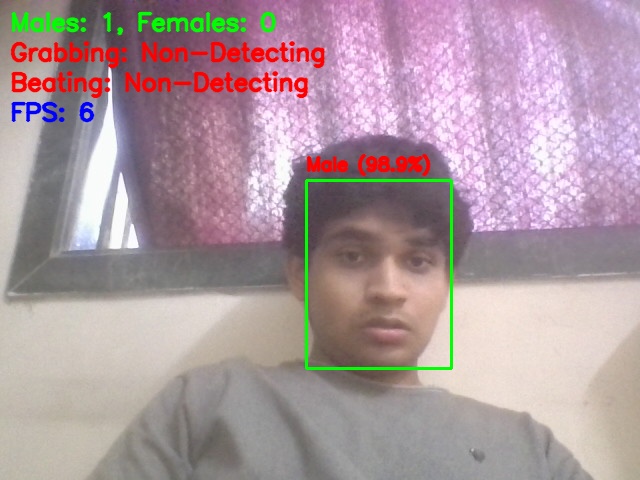 Males: 1, Females: 0
Grabbing: Non-Detecting
Beating: Non-Detecting
FPS: 6
Male (98.9%)